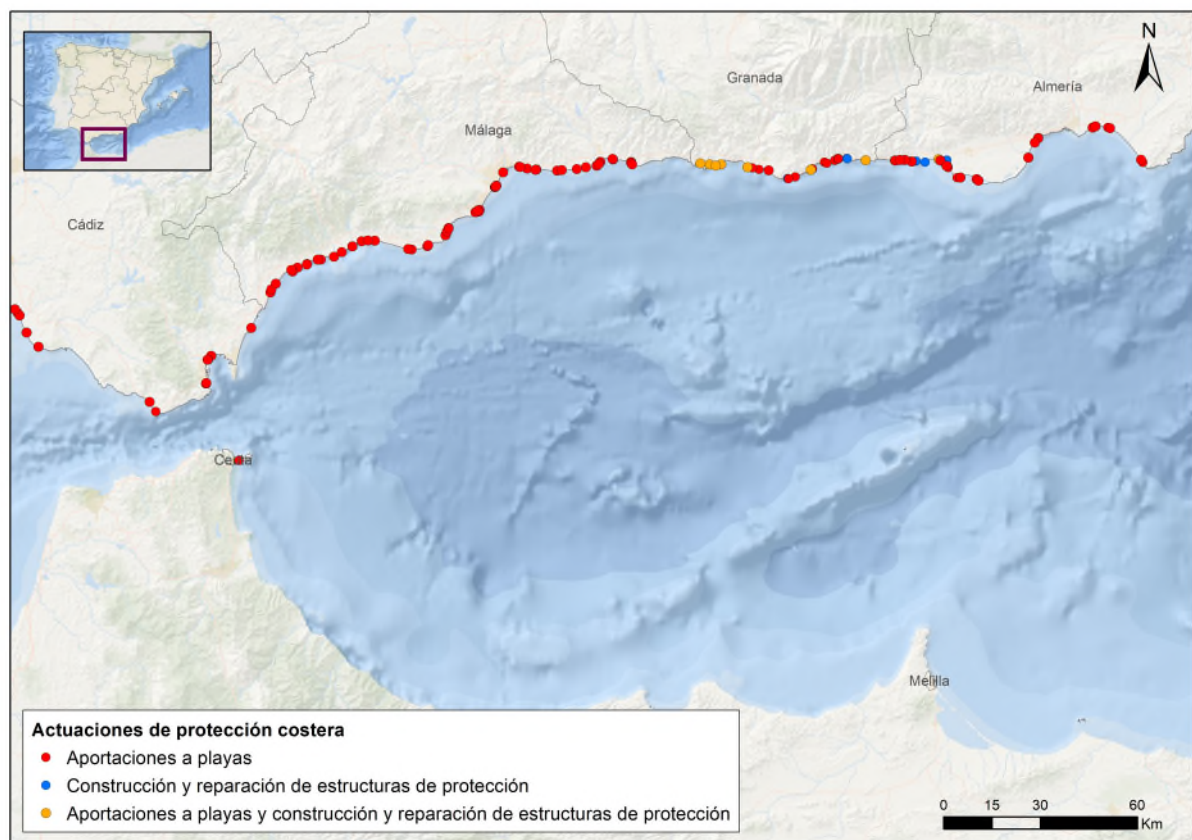 N
Granada
Almería
Málaga
Cádiz
Ceuta
Melilla
Actuaciones de protección costera
Aportaciones a playas
Construcción y reparación de estructuras de protección
Aportaciones a playas y construcción y reparación de estructuras de protección
0 15 30 60
Km